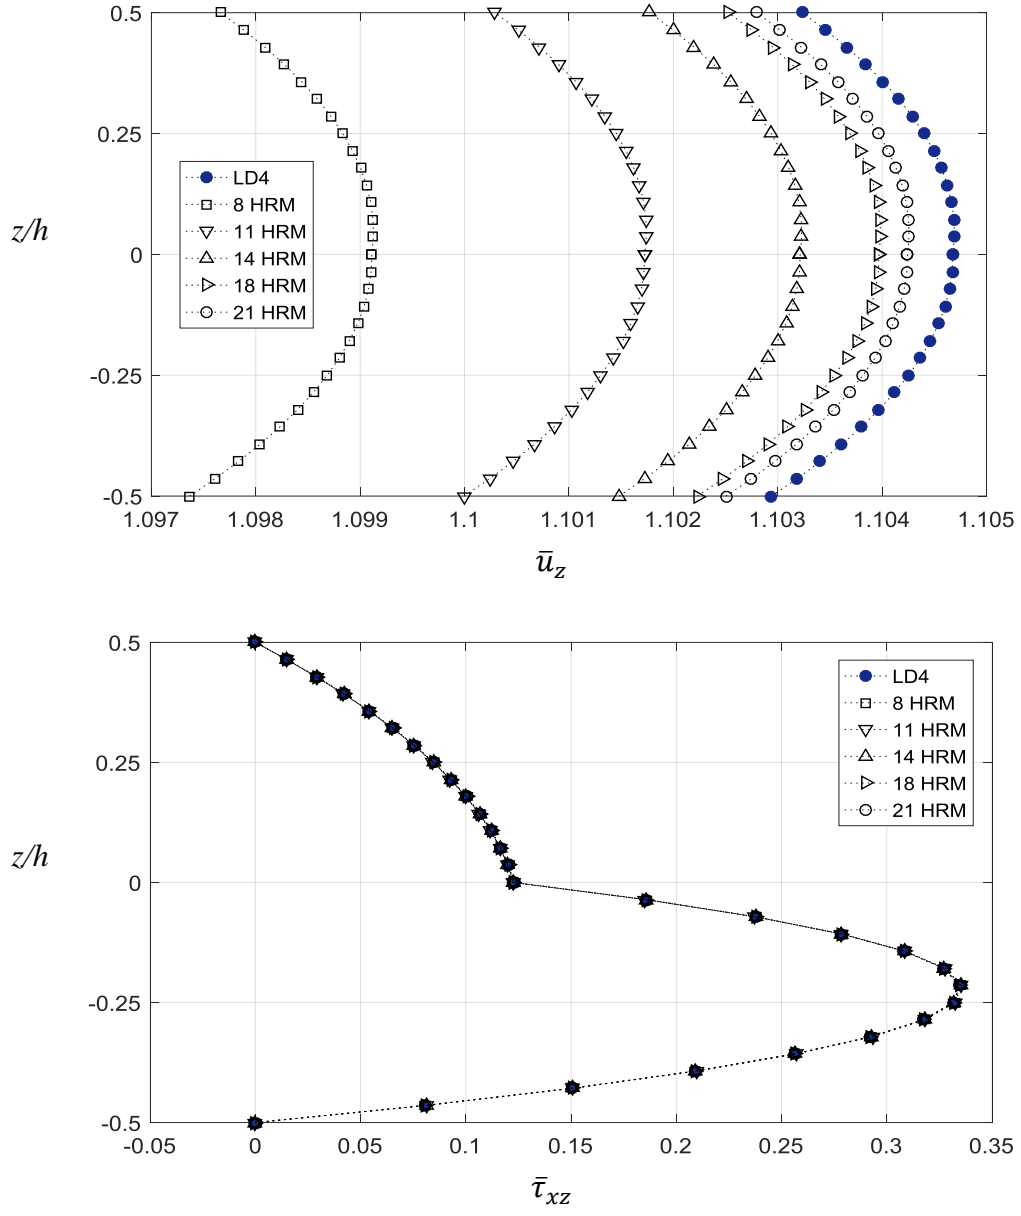 0.5
0.25
LD4
8 HRM
z/h
11 HRM
0
14 HRM
18 HRM
21 HRM
-0.25
-0.5
1.097 1.098 1.099 1.1 1.101 1.102 1.103 1.104 1.105
ū_z
0.5
LD4
8 HRM
11 HRM
0.25
14 HRM
18 HRM
21 HRM
z/h
0
-0.25
-0.5
-0.05 0 0.05 0.1 0.15 0.2 0.25 0.3 0.35
τ̄_xz